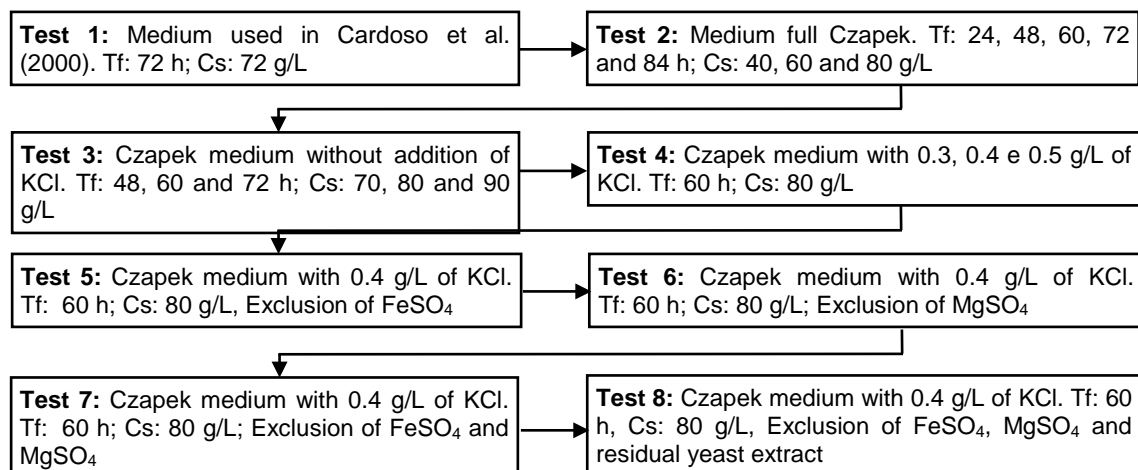 Test 1: Medium used in Cardoso et al.
(2000). Tf: 72 h; Cs: 72 g/L
Test 2: Medium full Czapek. Tf: 24, 48, 60, 72
and 84 h; Cs: 40, 60 and 80 g/L
Test 3: Czapek medium without addition of
KCl. Tf: 48, 60 and 72 h; Cs: 70, 80 and 90
g/L
Test 4: Czapek medium with 0.3, 0.4 e 0.5 g/L of
KCl. Tf: 60 h; Cs: 80 g/L
Test 5: Czapek medium with 0.4 g/L of KCl.
Tf: 60 h; Cs: 80 g/L, Exclusion of FeSO₄
Test 6: Czapek medium with 0.4 g/L of KCl.
Tf: 60 h; Cs: 80 g/L; Exclusion of MgSO₄
Test 7: Czapek medium with 0.4 g/L of KCl.
Tf: 60 h; Cs: 80 g/L; Exclusion of FeSO₄ and
MgSO₄
Test 8: Czapek medium with 0.4 g/L of KCl. Tf: 60
h, Cs: 80 g/L, Exclusion of FeSO₄, MgSO₄ and
residual yeast extract